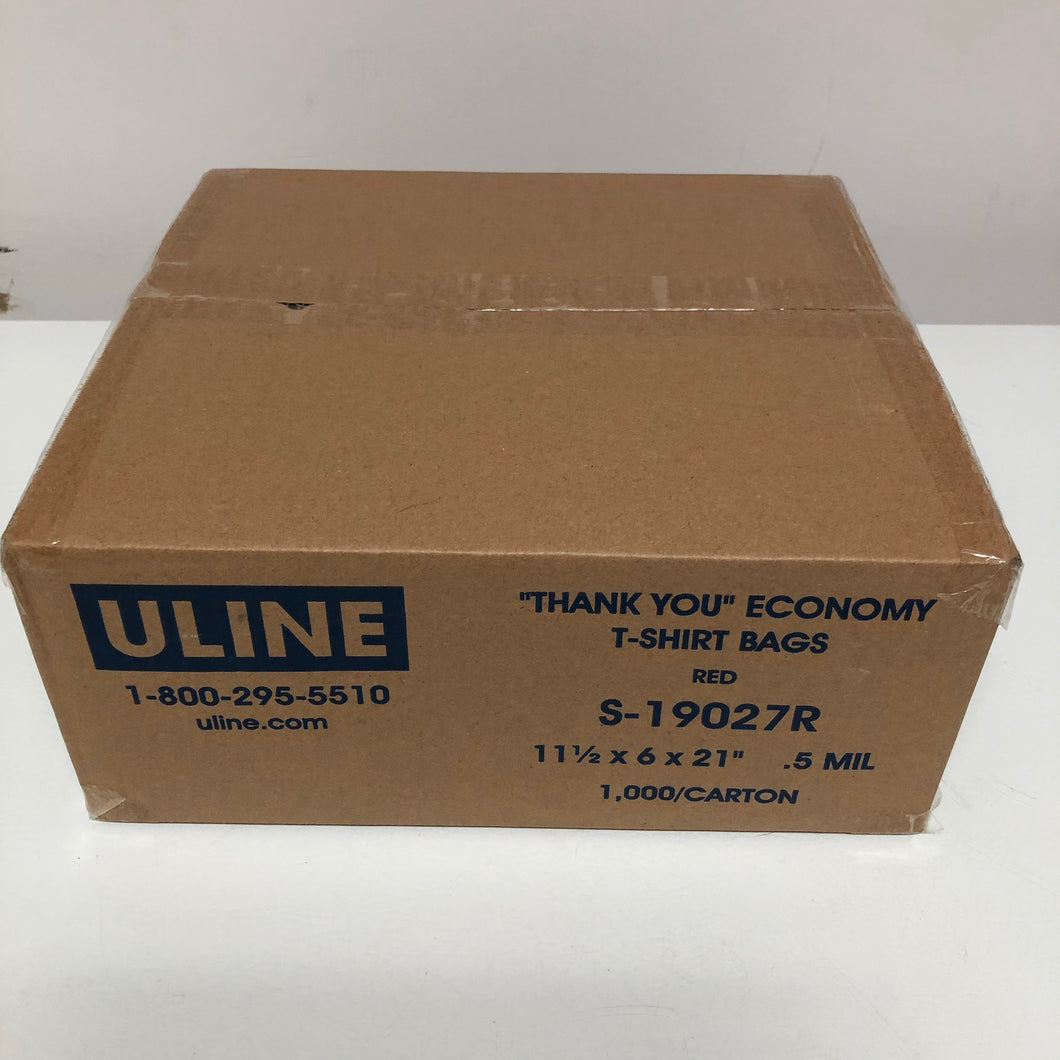 ULINE
1-800-295-5510
uline.com
"THANK YOU" ECONOMY
T-SHIRT BAGS
RED
S-19027R
11½ x 6 x 21" .5 MIL
1,000/CARTON